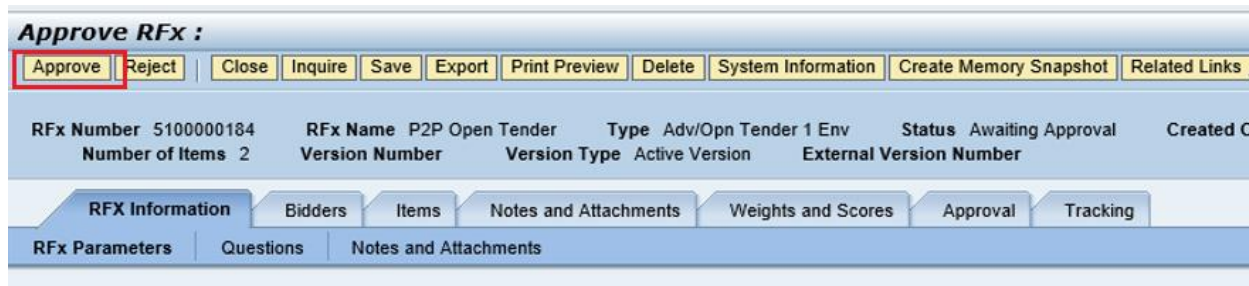 Approve RFx :
Approve Reject Close Inquire Save Export Print Preview Delete System Information Create Memory Snapshot Related Links
RFx Number 5100000184 RFx Name P2P Open Tender Type Adv/Opn Tender 1 Env Status Awaiting Approval Created
Number of Items 2 Version Number Version Type Active Version External Version Number
RFX Information Bidders Items Notes and Attachments Weights and Scores Approval Tracking
RFx Parameters Questions Notes and Attachments